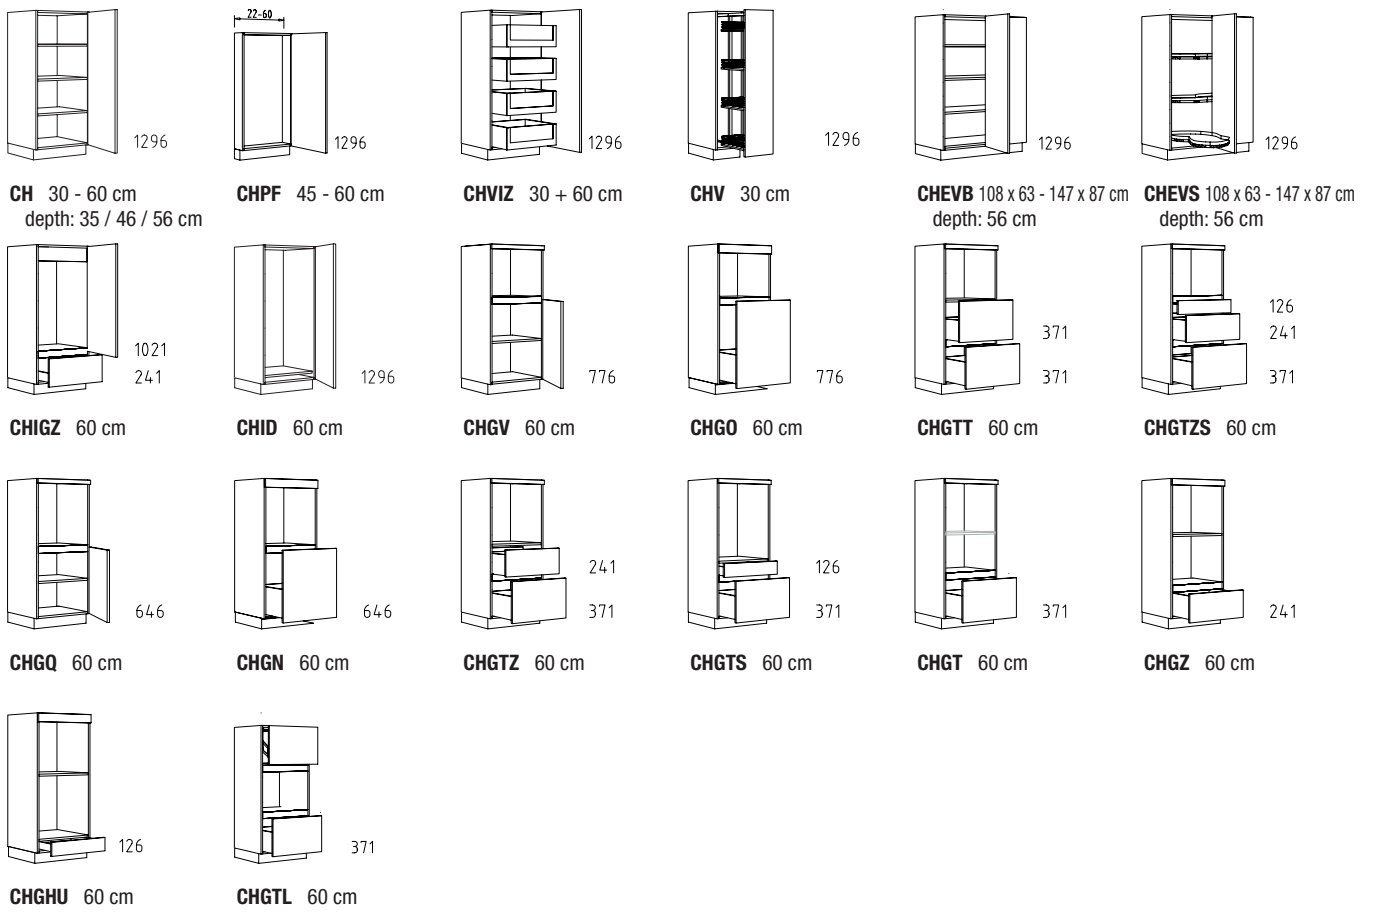 22-60
1296
1296
1296
1296
1296
1296
CH 30 - 60 cm
depth: 35 / 46 / 56 cm
CHPF 45 - 60 cm
CHVIZ 30 + 60 cm
CHV 30 cm
CHEVB 108 x 63 - 147 x 87 cm
depth: 56 cm
CHEVS 108 x 63 - 147 x 87 cm
depth: 56 cm
1021
241
1296
776
776
371
371
126
241
371
CHIGZ 60 cm
CHID 60 cm
CHGV 60 cm
CHGO 60 cm
CHGTT 60 cm
CHGTZS 60 cm
646
646
241
371
126
371
371
241
CHGQ 60 cm
CHGN 60 cm
CHGTZ 60 cm
CHGTS 60 cm
CHGT 60 cm
CHGZ 60 cm
126
371
CHGHU 60 cm
CHGTL 60 cm